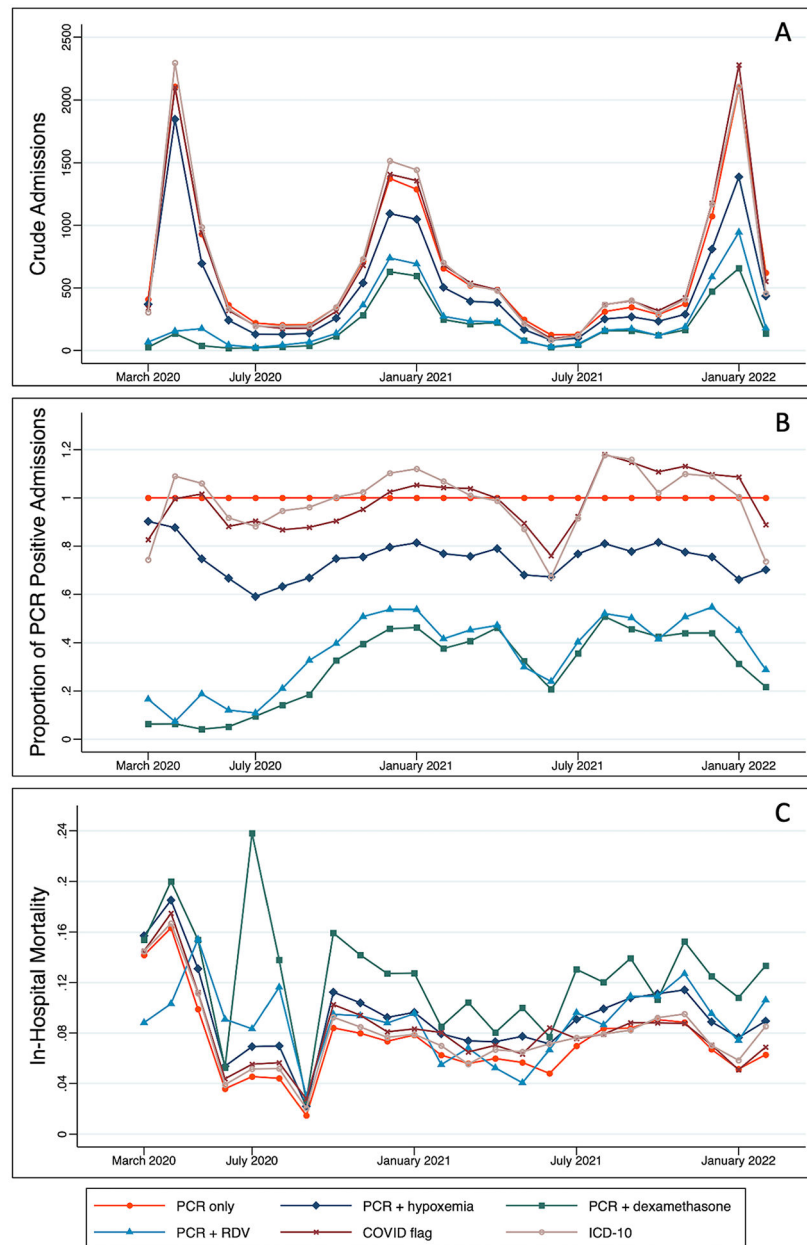 A
Crude Admissions
2500
2000
1500
1000
500
0
March 2020 July 2020 January 2021 July 2021 January 2022
B
Proportion of PCR Positive Admissions
1.2
1
.8
.6
.4
.2
0
March 2020 July 2020 January 2021 July 2021 January 2022
C
In-Hospital Mortality
.24
.2
.16
.12
.08
.04
0
March 2020 July 2020 January 2021 July 2021 January 2022
PCR only PCR + hypoxemia PCR + dexamethasone
PCR + RDV COVID flag ICD-10